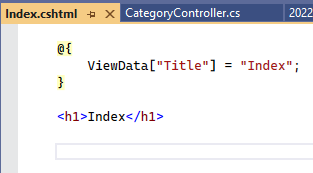 Index.cshtml
CategoryController.cs
2022
@{
    ViewData["Title"] = "Index";
}
<h1>Index</h1>